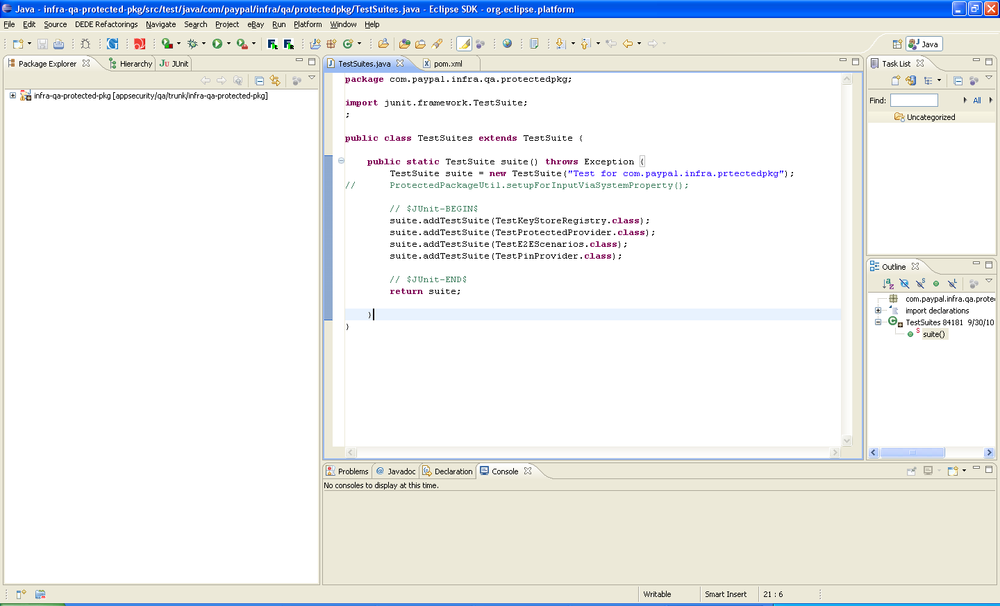 Java - infra-qa-protected-pkg/src/test/java/com/paypal/infra/qa/protectedpkg/TestSuites.java - Eclipse SDK - org.eclipse.platform
File Edit Source DEDE Refactorings Navigate Search Project eBay Run Platform Window Help
Java
Package Explorer Hierarchy JUnit
infra-qa-protected-pkg [appsecurity/qa/trunk/infra-qa-protected-pkg]
TestSuites.java pom.xml
package com.paypal.infra.qa.protectedpkg;
import junit.framework.TestSuite;
;
public class TestSuites extends TestSuite {
public static TestSuite suite() throws Exception {
TestSuite suite = new TestSuite("Test for com.paypal.infra.prtectedpkg");
// ProtectedPackageUtil.setupForInputViaSystemProperty();
// $JUnit-BEGIN$
suite.addTestSuite(TestKeyStoreRegistry.class);
suite.addTestSuite(TestProtectedProvider.class);
suite.addTestSuite(TestE2EScenarios.class);
suite.addTestSuite(TestPinProvider.class);
// $JUnit-END$
return suite;
}
}
Task List
Find: All
Uncategorized
Outline
com.paypal.infra.qa.prote
import declarations
TestSuites 84181 9/30/10
suite()
Problems Javadoc Declaration Console
No consoles to display at this time.
Writable Smart Insert 21 : 6